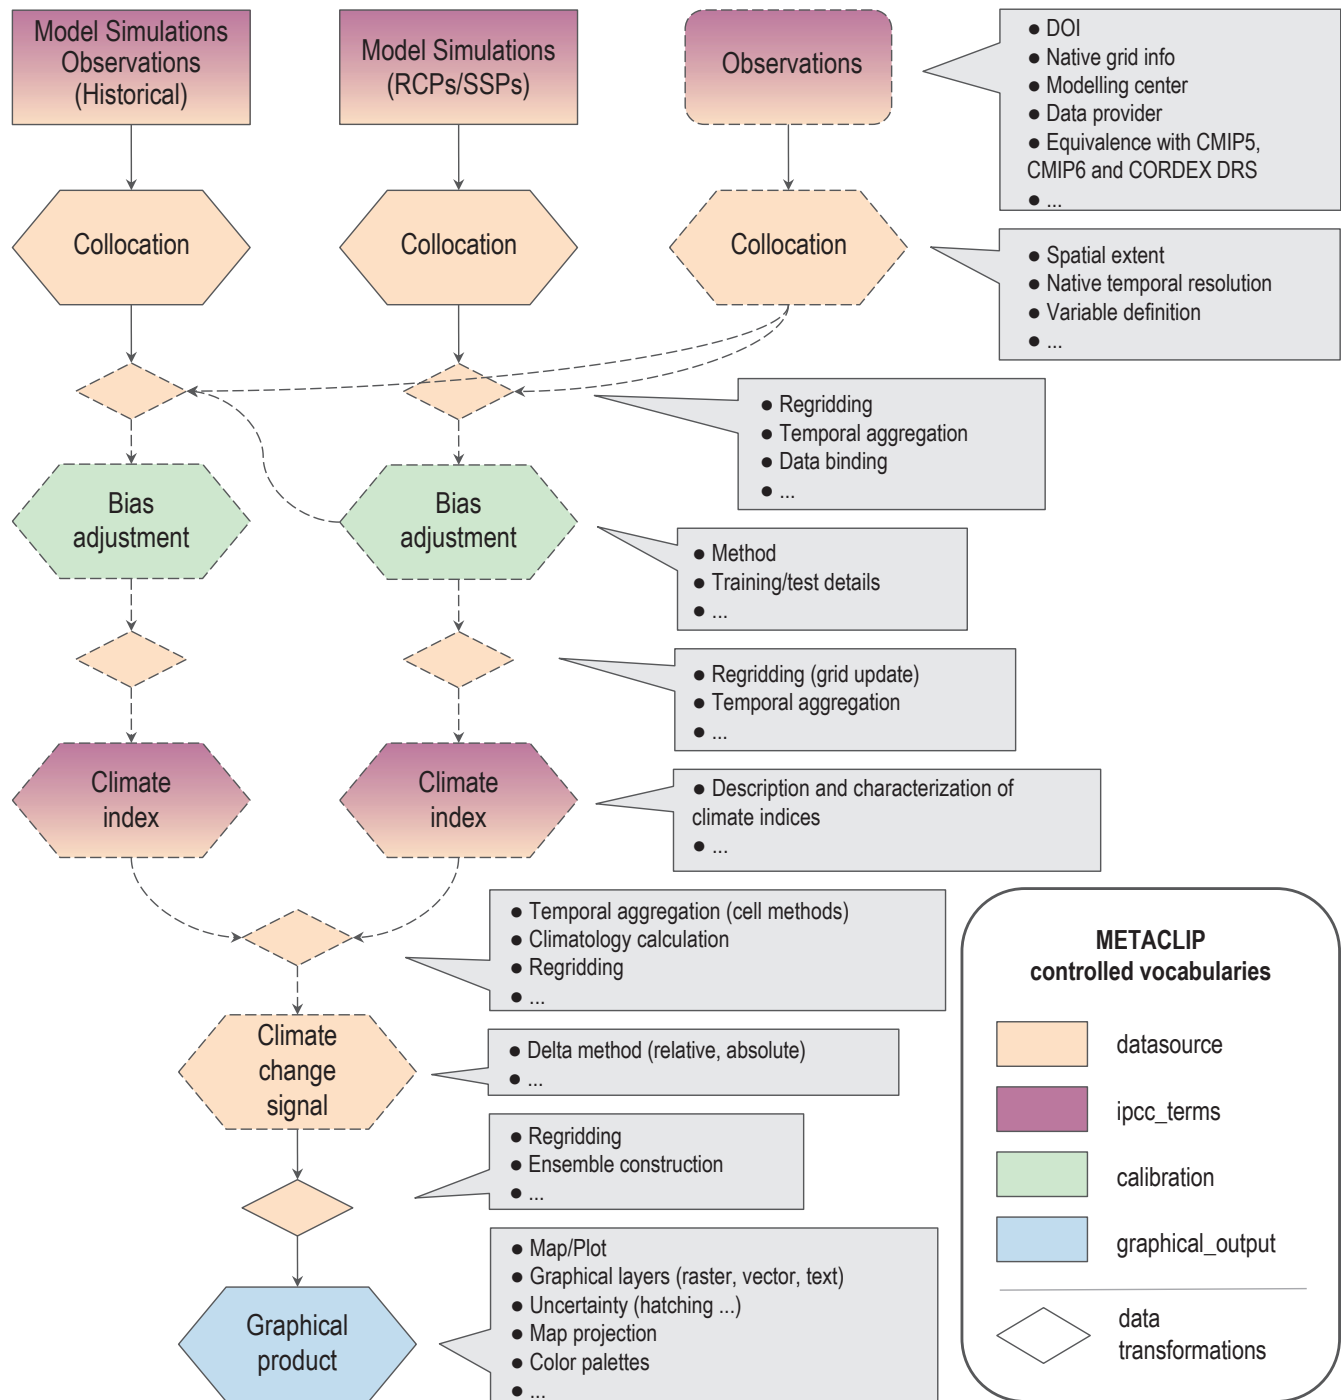 Model Simulations
Observations
(Historical)
Model Simulations
(RCPs/SSPs)
Observations
● DOI
● Native grid info
● Modelling center
● Data provider
● Equivalence with CMIP5,
CMIP6 and CORDEX DRS
● ...
Collocation
Collocation
Collocation
● Spatial extent
● Native temporal resolution
● Variable definition
● ...
● Regridding
● Temporal aggregation
● Data binding
● ...
Bias
adjustment
Bias
adjustment
● Method
● Training/test details
● ...
● Regridding (grid update)
● Temporal aggregation
● ...
Climate
index
Climate
index
● Description and characterization of
climate indices
● ...
● Temporal aggregation (cell methods)
● Climatology calculation
● Regridding
● ...
Climate
change
signal
● Delta method (relative, absolute)
● ...
● Regridding
● Ensemble construction
● ...
Graphical
product
● Map/Plot
● Graphical layers (raster, vector, text)
● Uncertainty (hatching ...)
● Map projection
● Color palettes
● ...
METACLIP
controlled vocabularies
datasource
ipcc_terms
calibration
graphical_output
data
transformations